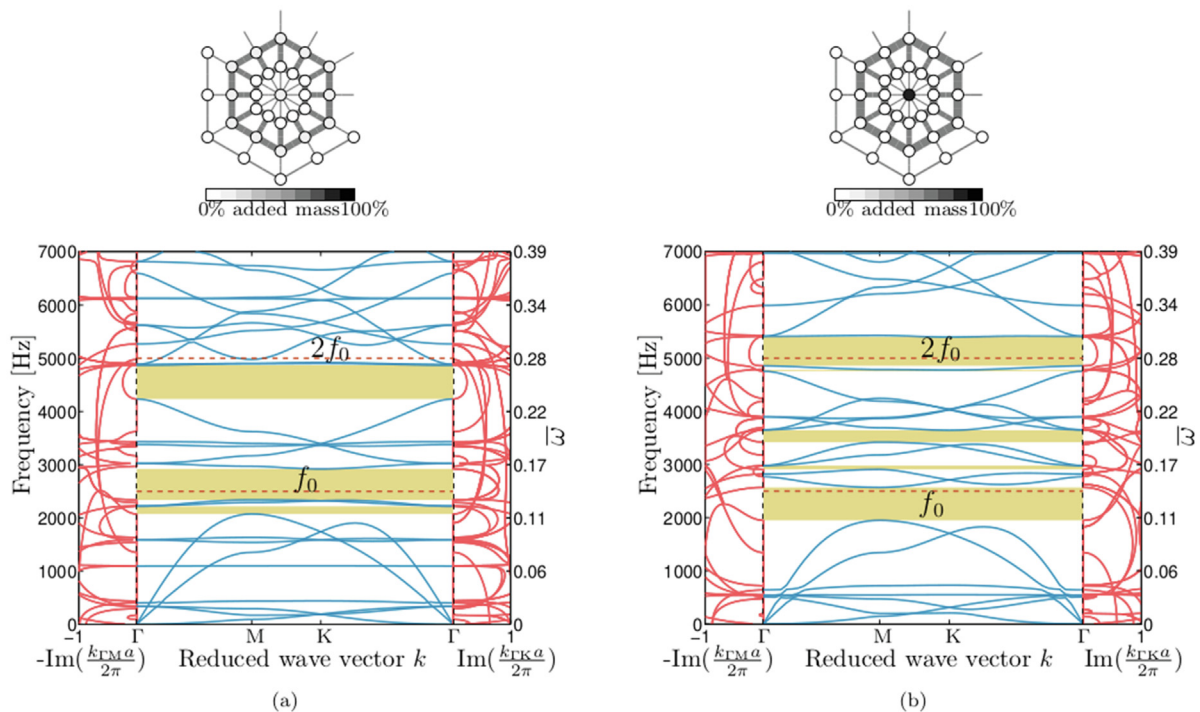 0% added mass100%
0% added mass100%
7000
6000
5000
4000
3000
2000
1000
0
Frequency [Hz]
2f₀
f₀
0.39
0.34
0.28
0.22
0.17
0.11
0.06
0
ω̅
−1 Γ M K Γ 1
-Im(k_ΓM a/2π) Reduced wave vector k Im(k_ΓK a/2π)
(a)
7000
6000
5000
4000
3000
2000
1000
0
Frequency [Hz]
2f₀
f₀
0.39
0.34
0.28
0.22
0.17
0.11
0.06
0
ω̅
−1 Γ M K Γ 1
-Im(k_ΓM a/2π) Reduced wave vector k Im(k_ΓK a/2π)
(b)